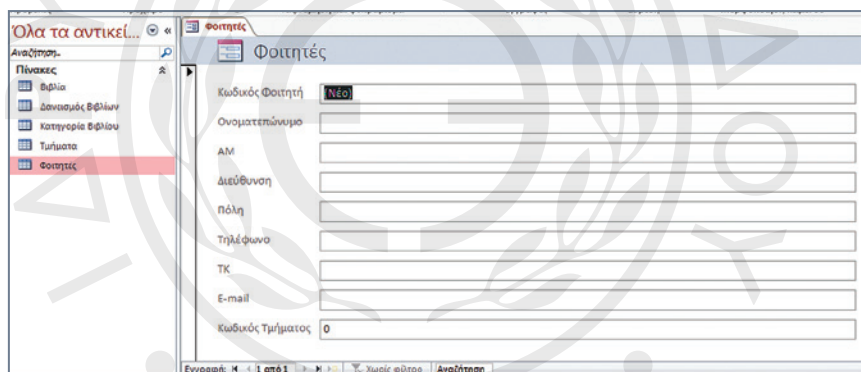 Όλα τα αντικεί...
Αναζήτηση..
Πίνακες
Βιβλία
Δανεισμός Βιβλίων
Κατηγορία Βιβλίου
Τμήματα
Φοιτητές
Φοιτητές
Φοιτητές
Κωδικός Φοιτητή (Νέο)
Ονοματεπώνυμο
ΑΜ
Διεύθυνση
Πόλη
Τηλέφωνο
ΤΚ
E-mail
Κωδικός Τμήματος 0
Εγγραφή: 1 από 1 Χωρίς φίλτρο Αναζήτηση